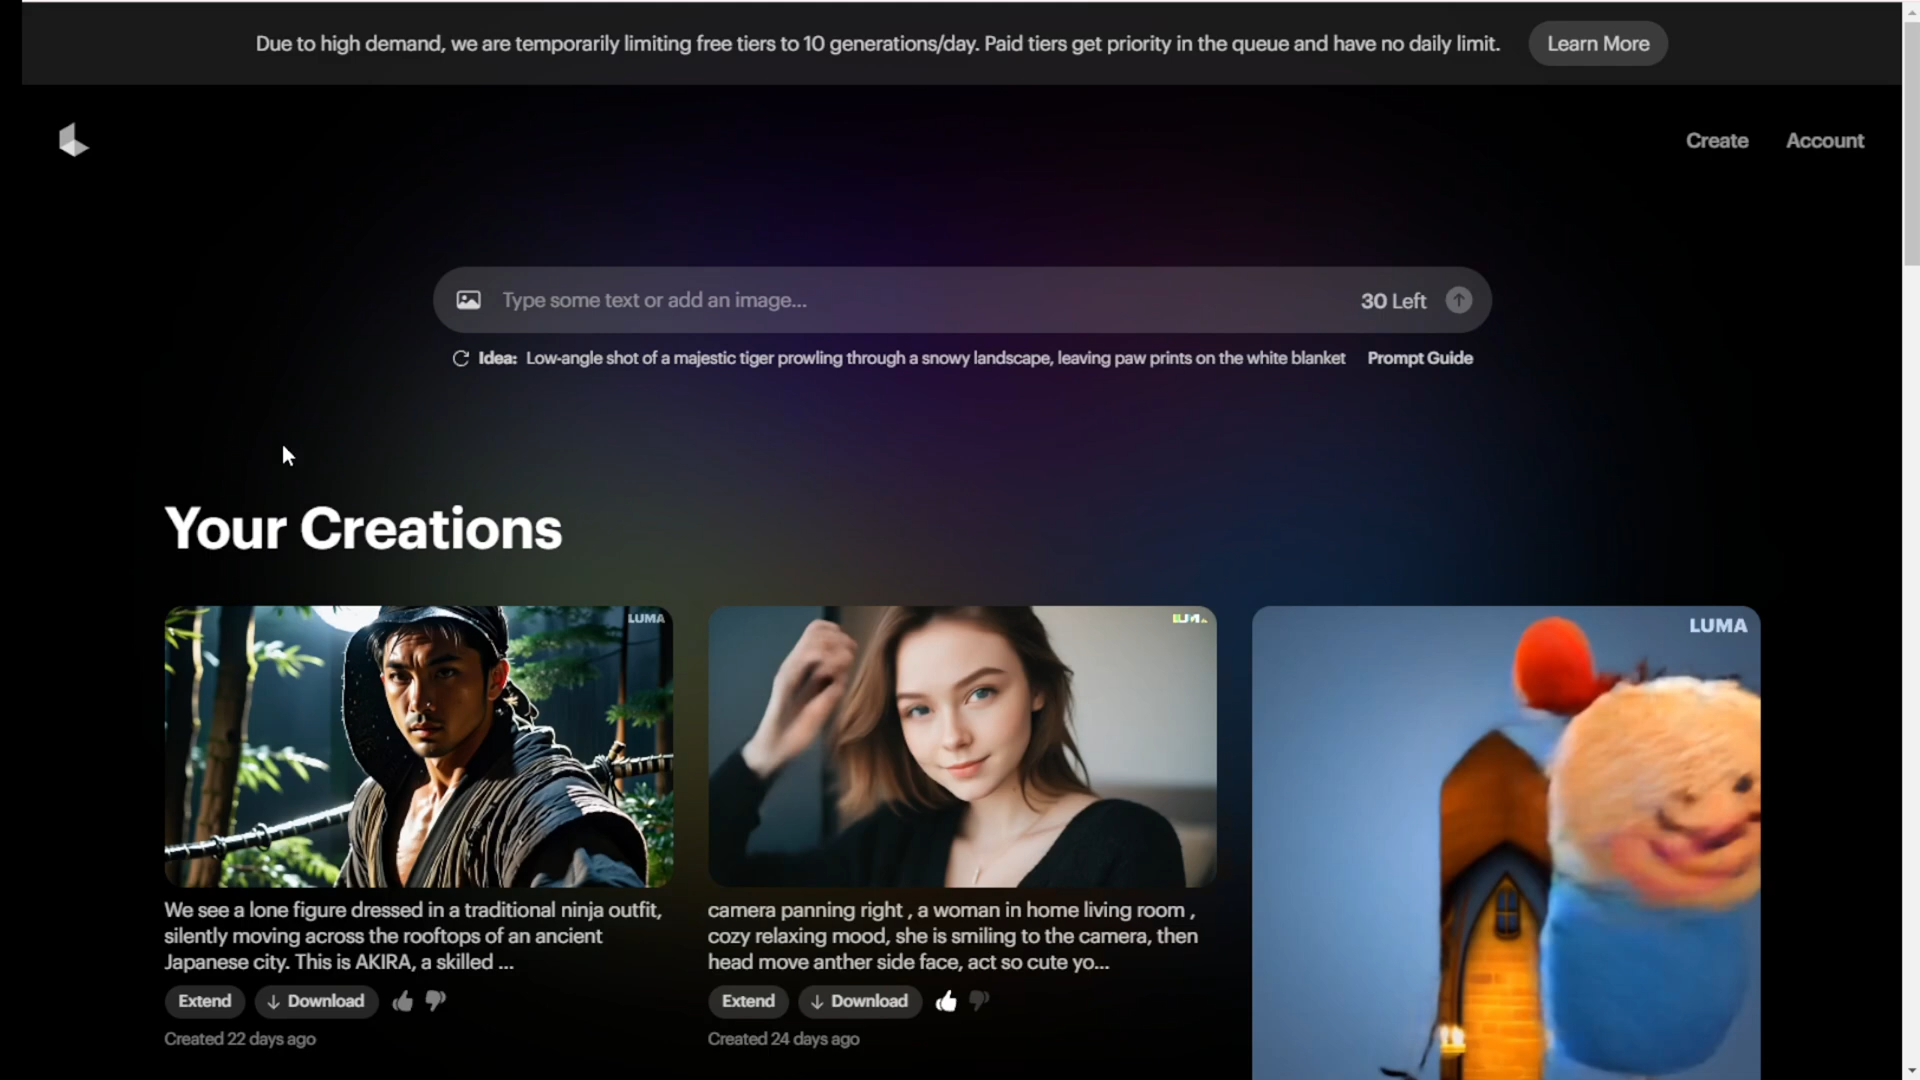 Due to high demand, we are temporarily limiting free tiers to 10 generations/day. Paid tiers get priority in the queue and have no daily limit.
Learn More
Create
Account
Type some text or add an image...
30 Left
Idea: Low-angle shot of a majestic tiger prowling through a snowy landscape, leaving paw prints on the white blanket
Prompt Guide
Your Creations
LUMA
LUMA
We see a lone figure dressed in a traditional ninja outfit,
silently moving across the rooftops of an ancient
Japanese city. This is AKIRA, a skilled ...
Extend
Download
Created 22 days ago
camera panning right , a woman in home living room ,
cozy relaxing mood, she is smiling to the camera, then
head move anther side face, act so cute yo...
Extend
Download
Created 24 days ago